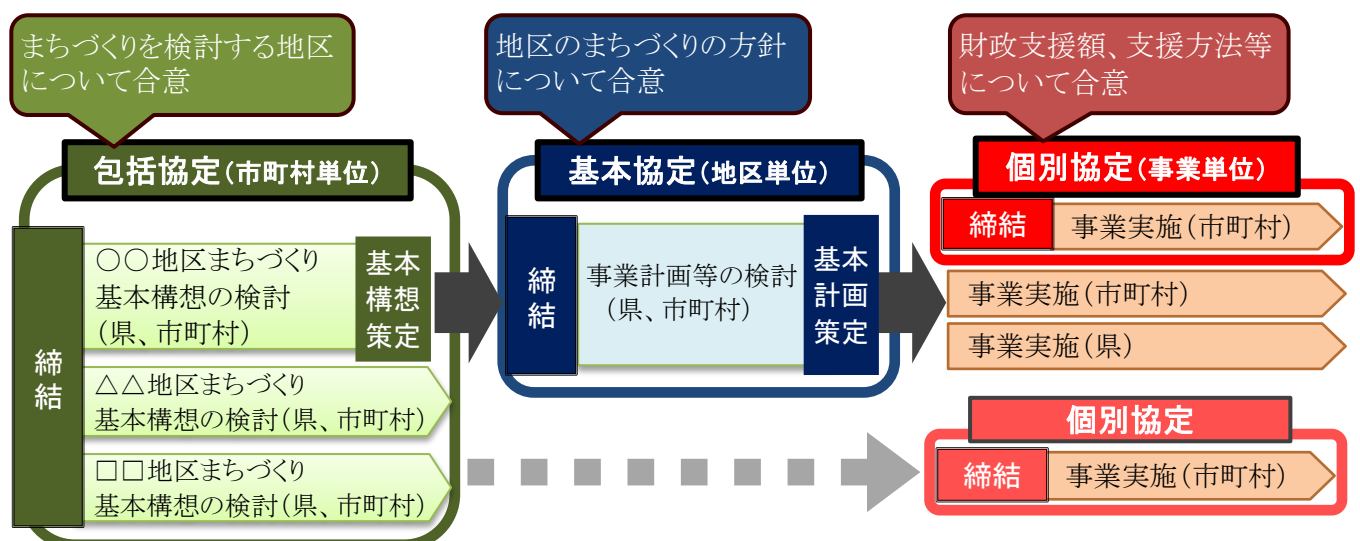 まちづくりを検討する地区
について合意
地区のまちづくりの方針
について合意
財政支援額、支援方法等
について合意
包括協定(市町村単位)
締結
○○地区まちづくり
基本構想の検討
(県、市町村)
基本
構想
策定
△△地区まちづくり
基本構想の検討(県、市町村)
□□地区まちづくり
基本構想の検討(県、市町村)
基本協定(地区単位)
締結
事業計画等の検討
(県、市町村)
基本
計画
策定
個別協定(事業単位)
締結
事業実施(市町村)
事業実施(市町村)
事業実施(県)
個別協定
締結
事業実施(市町村)